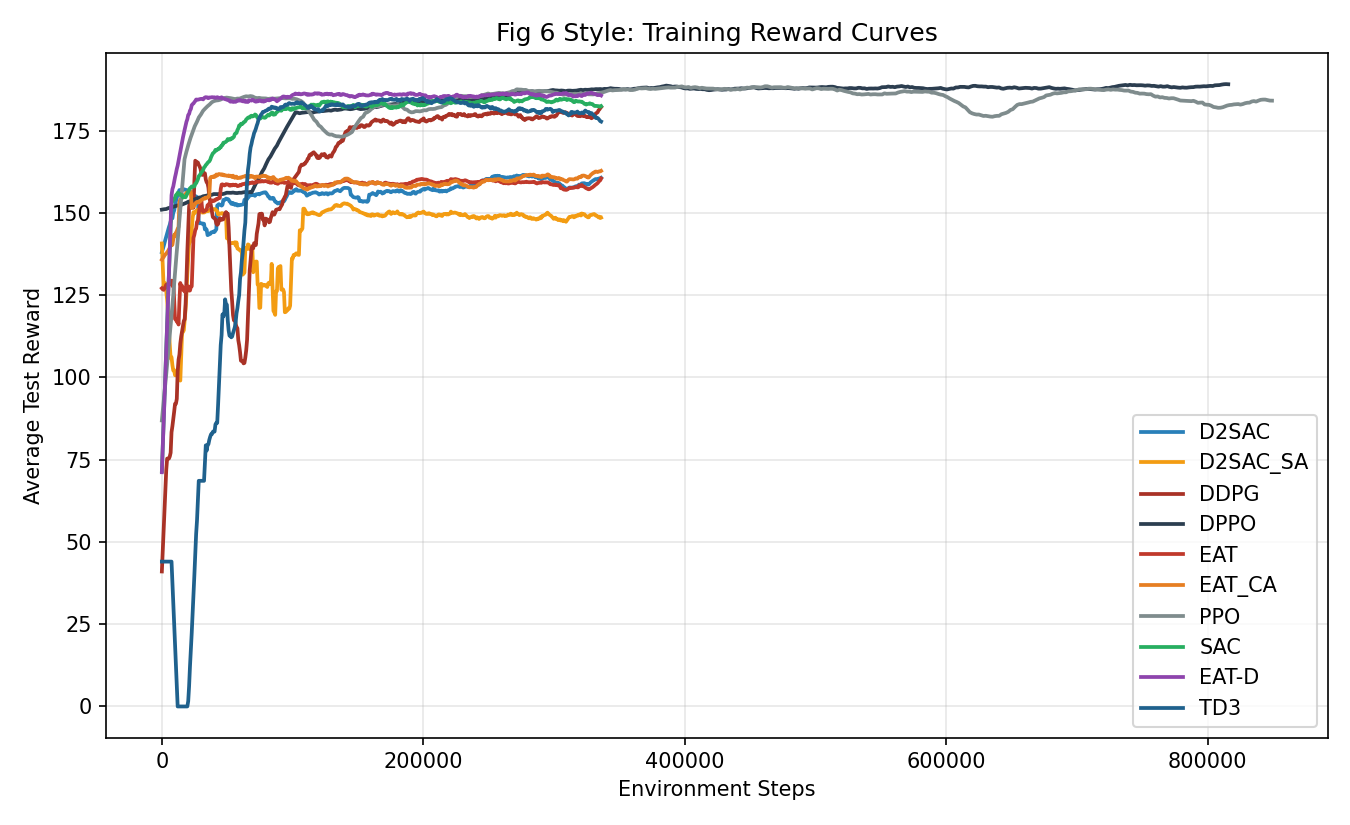 Fig 6 Style: Training Reward Curves
Average Test Reward
175
150
125
100
75
50
25
0
0 200000 400000 600000 800000
Environment Steps
D2SAC
D2SAC_SA
DDPG
DPPO
EAT
EAT_CA
PPO
SAC
EAT-D
TD3